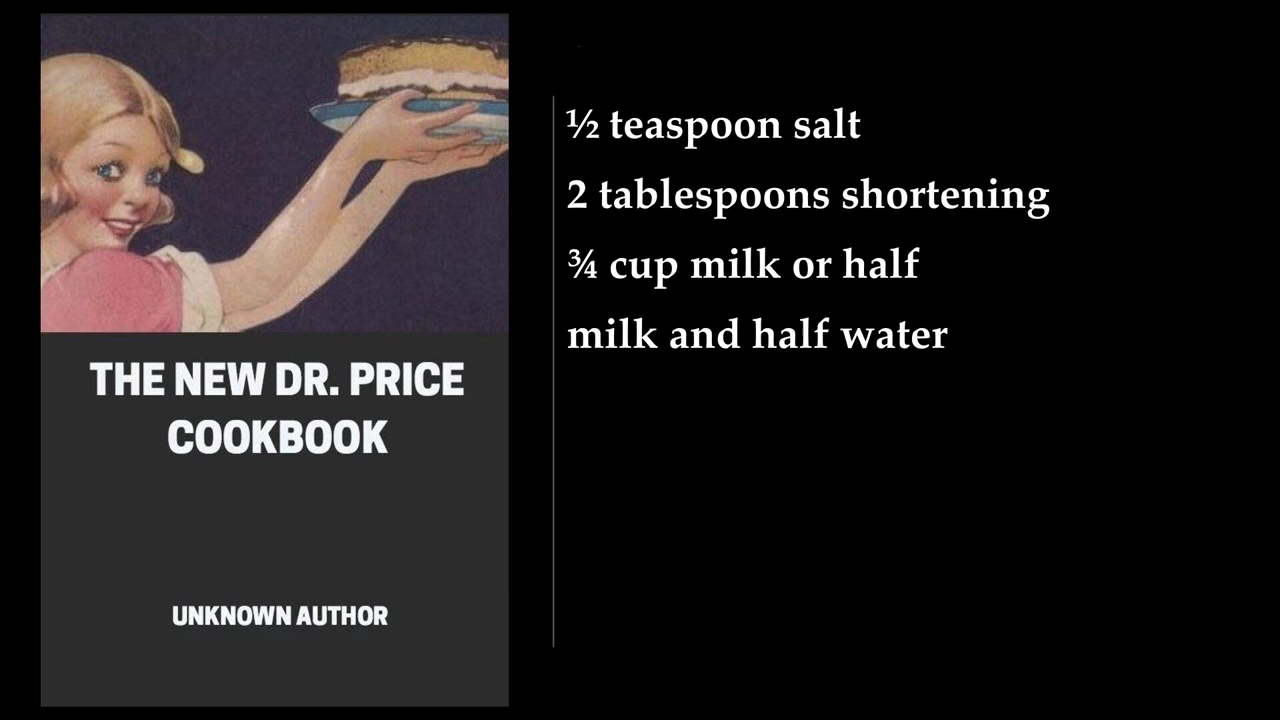 THE NEW DR. PRICE
COOKBOOK
UNKNOWN AUTHOR
½ teaspoon salt
2 tablespoons shortening
¾ cup milk or half
milk and half water